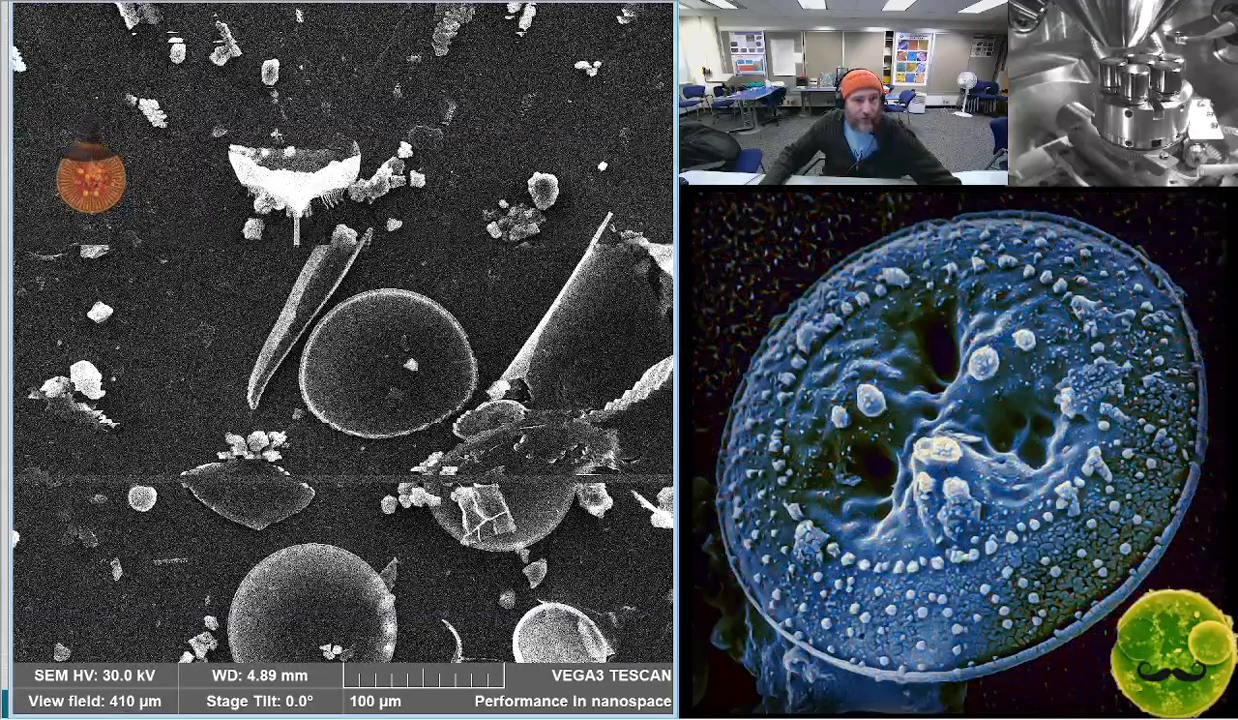 SEM HV: 30.0 kV
WD: 4.89 mm
VEGA3 TESCAN
View field: 410 µm
Stage Tilt: 0.0°
100 µm
Performance in nanospace